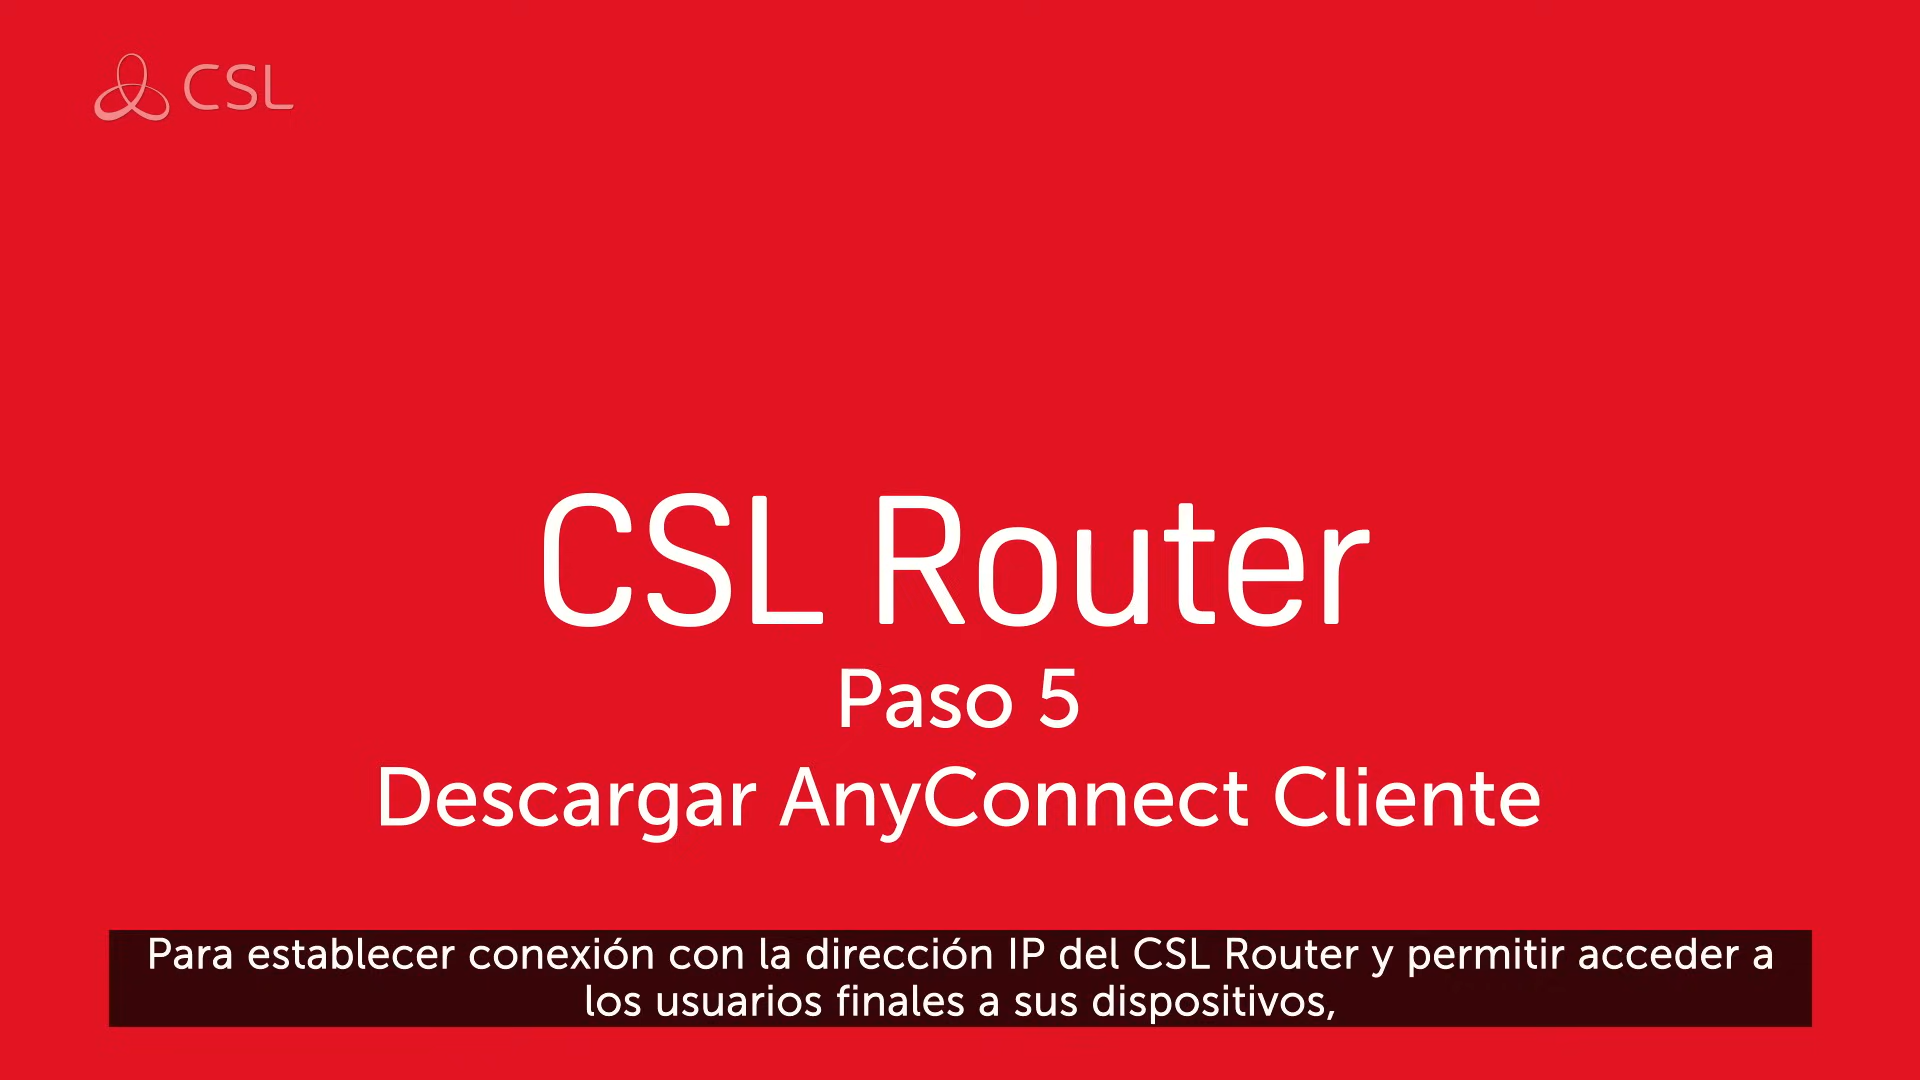 CSL
CSL Router
Paso 5
Descargar AnyConnect Cliente
Para establecer conexión con la dirección IP del CSL Router y permitir acceder a
los usuarios finales a sus dispositivos,